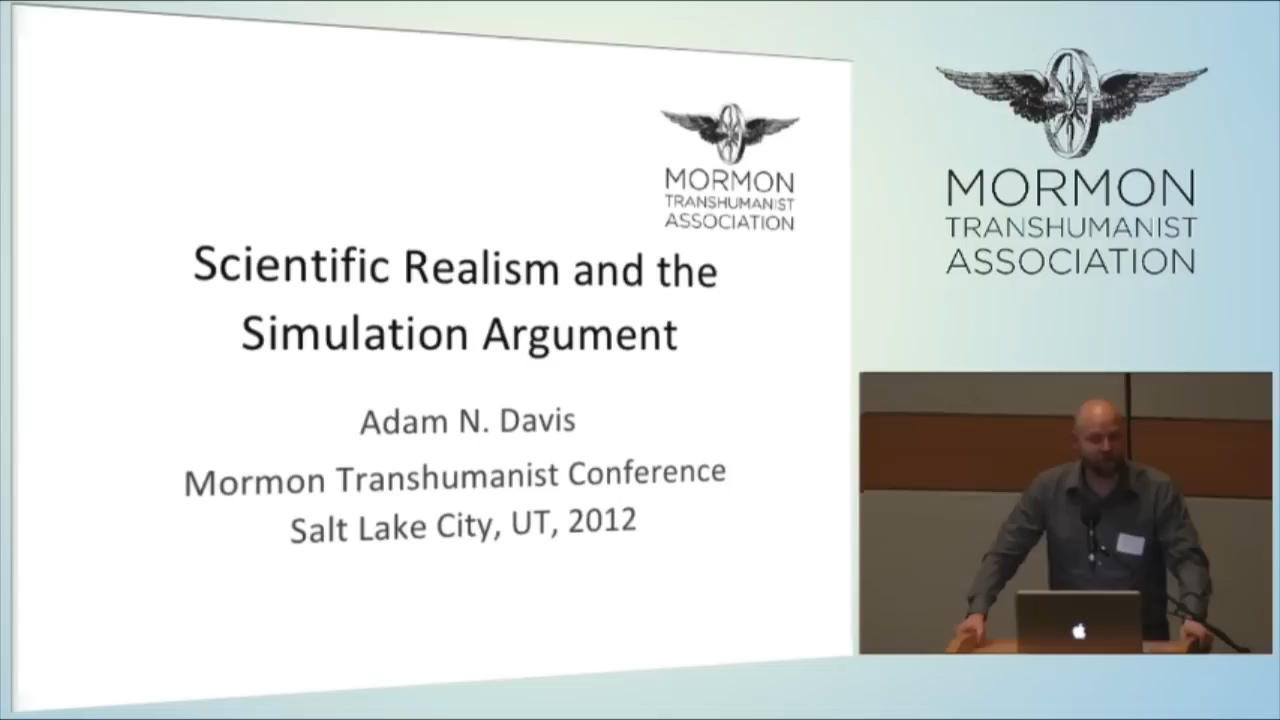 MORMON
TRANSHUMANIST
ASSOCIATION
Scientific Realism and the
Simulation Argument
Adam N. Davis
Mormon Transhumanist Conference
Salt Lake City, UT, 2012
MORMON
TRANSHUMANIST
ASSOCIATION